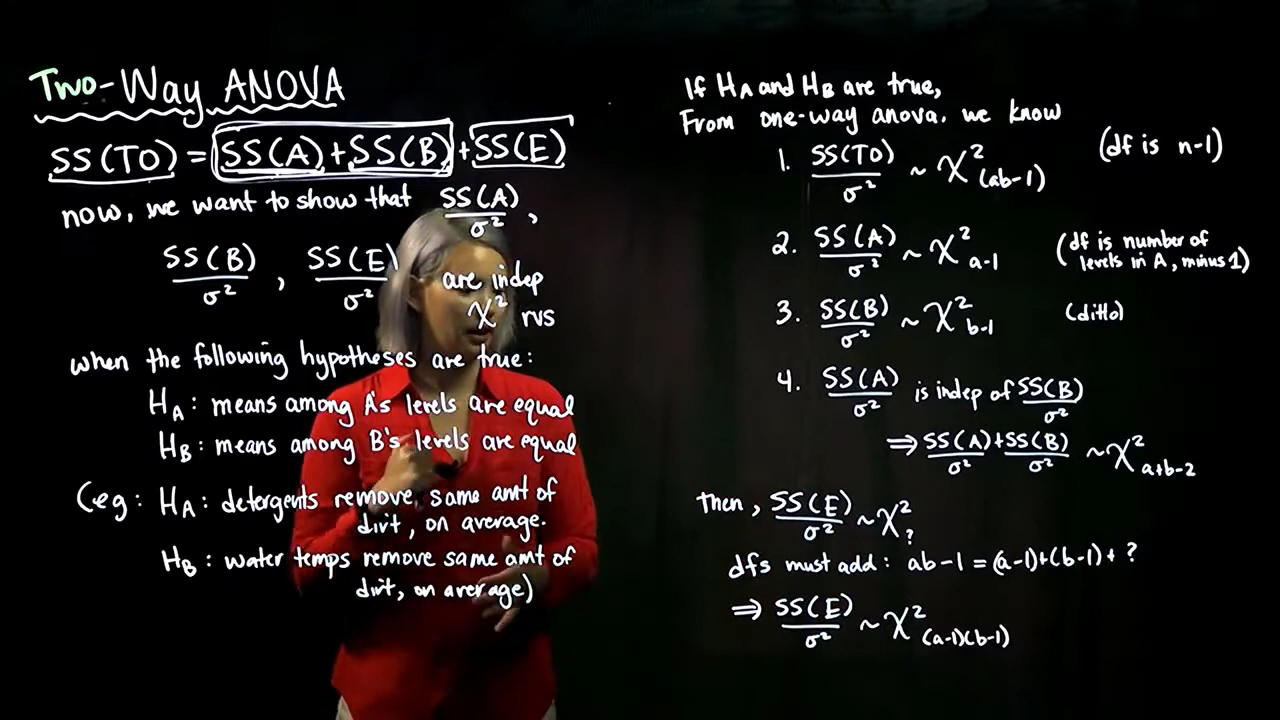 Two-Way ANOVA
SS(TO) = SS(A) + SS(B) + SS(E)
now, we want to show that SS(A)/σ²,
SS(B)/σ², SS(E)/σ² are indep
χ² rvs
when the following hypotheses are true:
H_A: means among A's levels are equal
H_B: means among B's levels are equal
(eg: H_A: detergents remove same amt of
dirt, on average.
H_B: water temps remove same amt of
dirt, on average)
If H_A and H_B are true,
From one-way anova, we know
1. SS(TO)/σ² ~ χ²_(ab-1) (df is n-1)
2. SS(A)/σ² ~ χ²_a-1 (df is number of
levels in A, minus 1)
3. SS(B)/σ² ~ χ²_b-1 (ditto)
4. SS(A)/σ² is indep of SS(B)/σ²
⇒ SS(A)/σ² + SS(B)/σ² ~ χ²_a+b-2
Then, SS(E)/σ² ~ χ²_?
dfs must add: ab-1 = (a-1)+(b-1)+ ?
⇒ SS(E)/σ² ~ χ²_(a-1)(b-1)